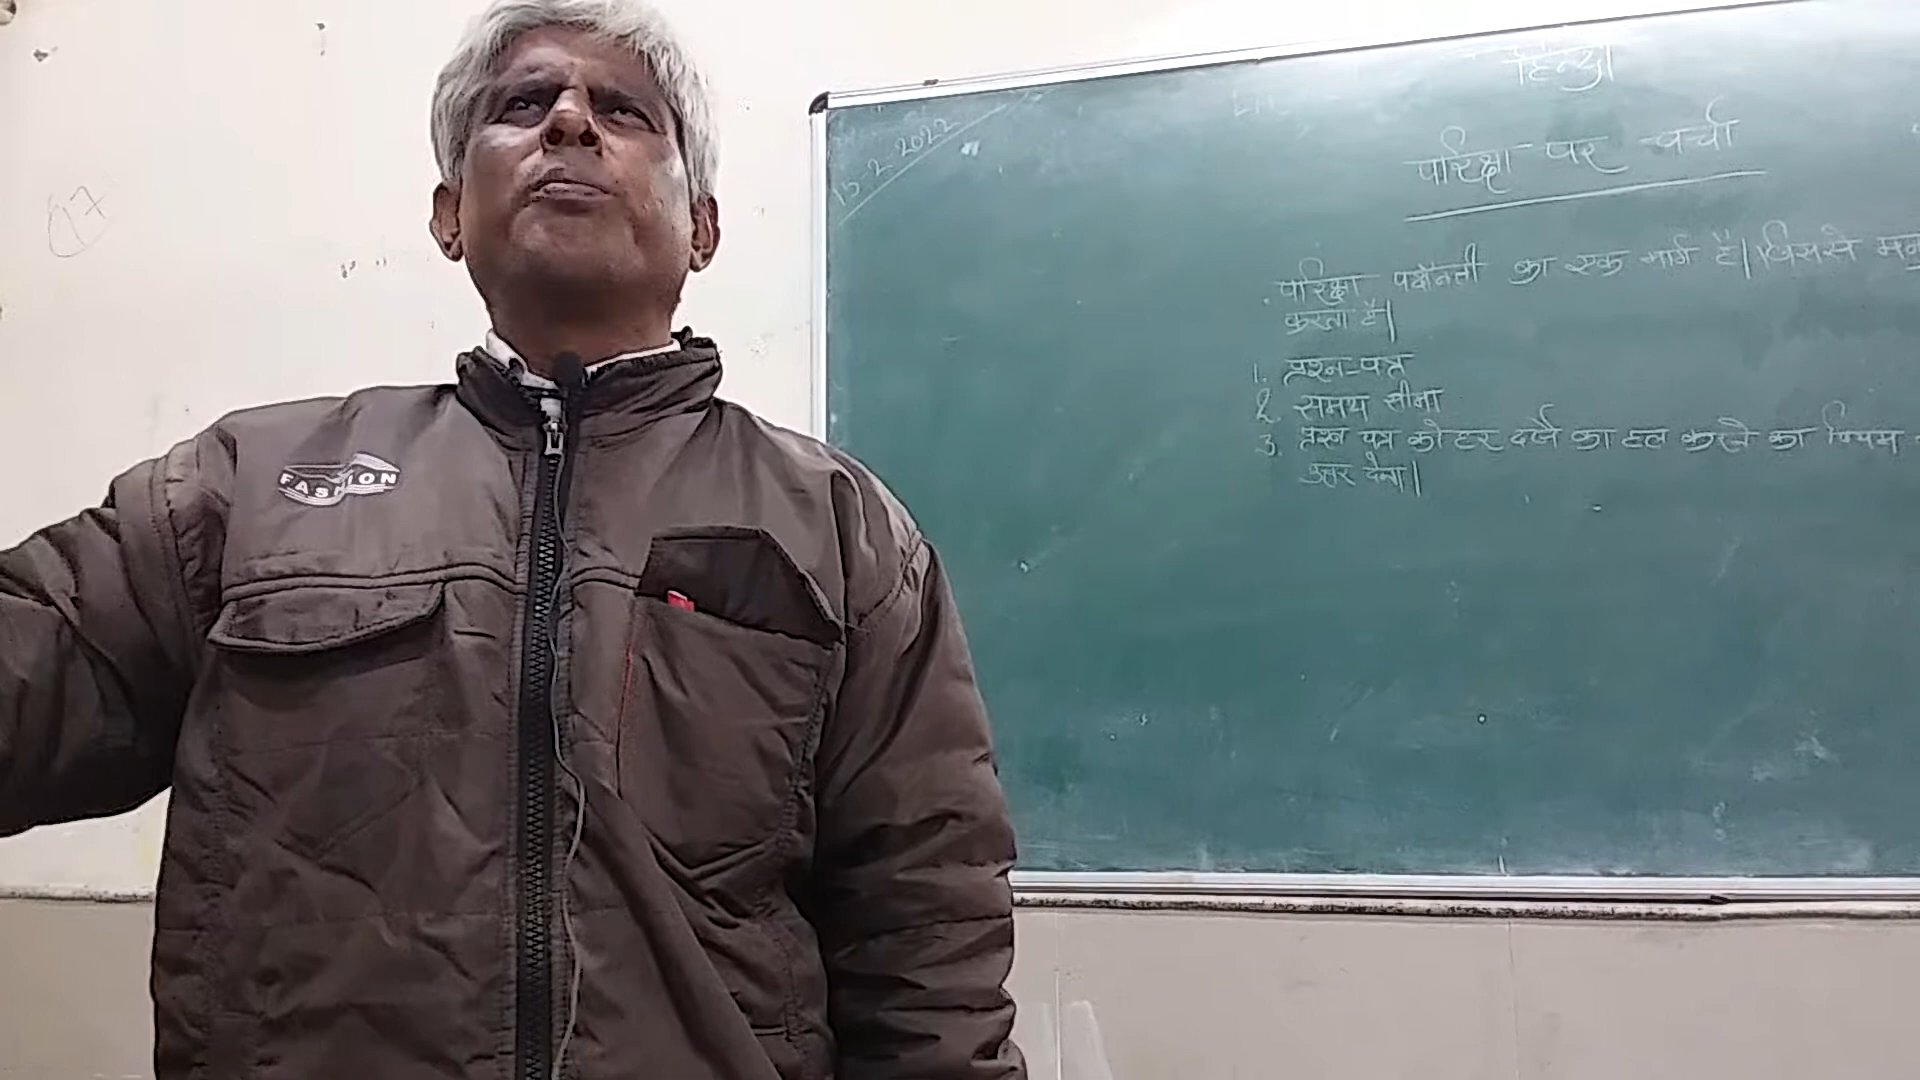 हिन्दी
15-2-2022
परिक्षा पर चर्चा
परिक्षा पदौनती का एक मार्ग है। जिससे
करता है।
1. प्रश्न-पत्र
2. समय सीमा
3. प्रश्न पत्र को हर दर्जे का हल करने का नियम
उत्तर देना।
FASHION
17